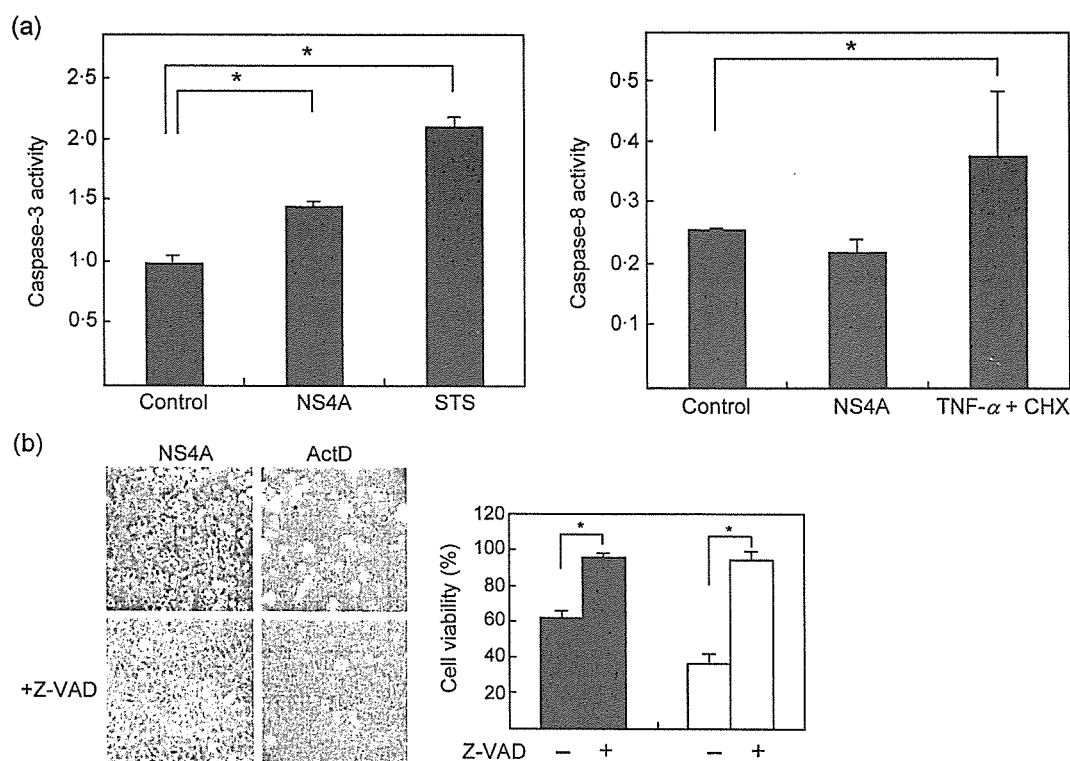 (a)
Caspase-3 activity
2·5
2·0
1·5
1·0
0·5
*
*
Control NS4A STS
Caspase-8 activity
0·5
0·4
0·3
0·2
0·1
*
Control NS4A TNF-α + CHX
(b)
NS4A ActD
+Z-VAD
Cell viability (%)
120
100
80
60
40
20
* *
Z-VAD − + − +